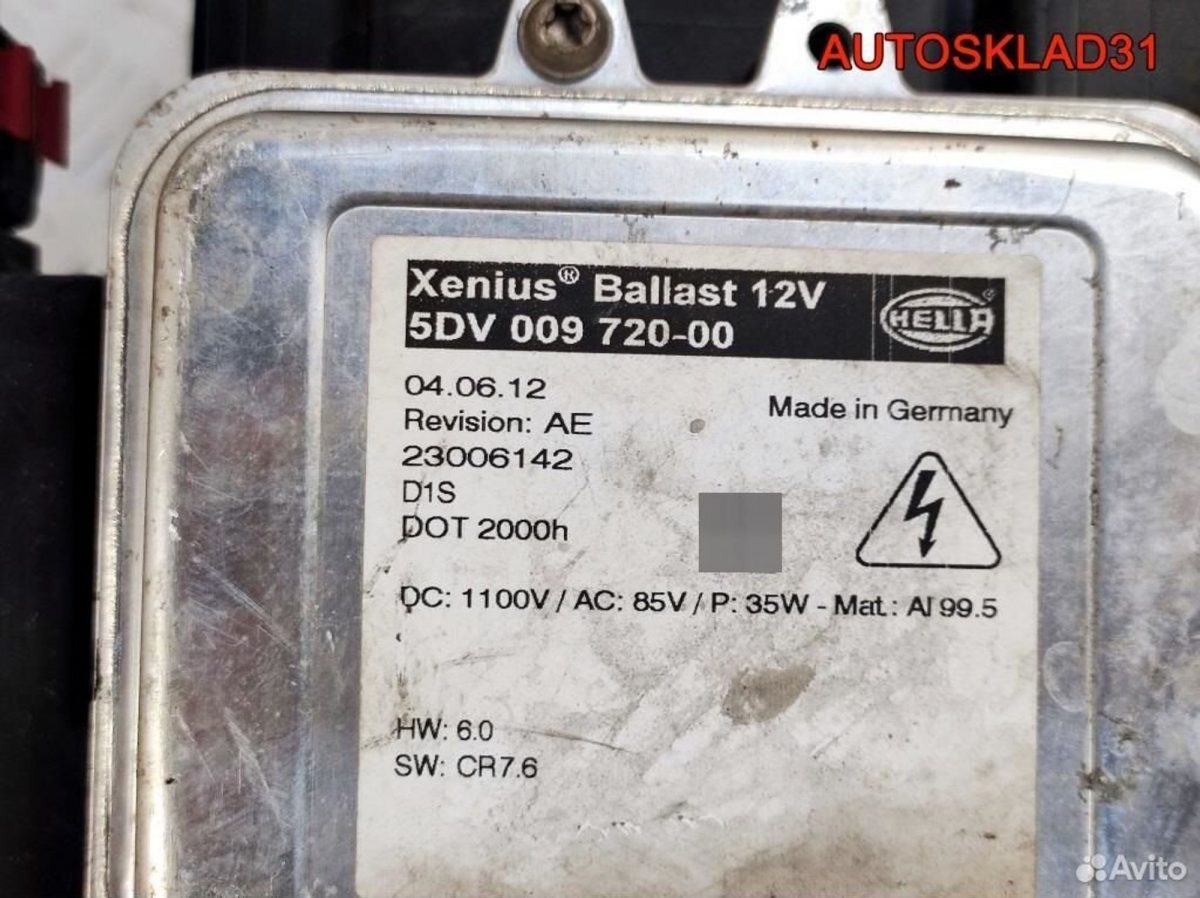 AUTOSKLAD31
Xenius® Ballast 12V
5DV 009 720-00
HELLA
04.06.12
Revision: AE
Made in Germany
23006142
D1S
DOT 2000h
DC: 1100V / AC: 85V / P: 35W - Mat.: Al 99.5
HW: 6.0
SW: CR7.6
Avito